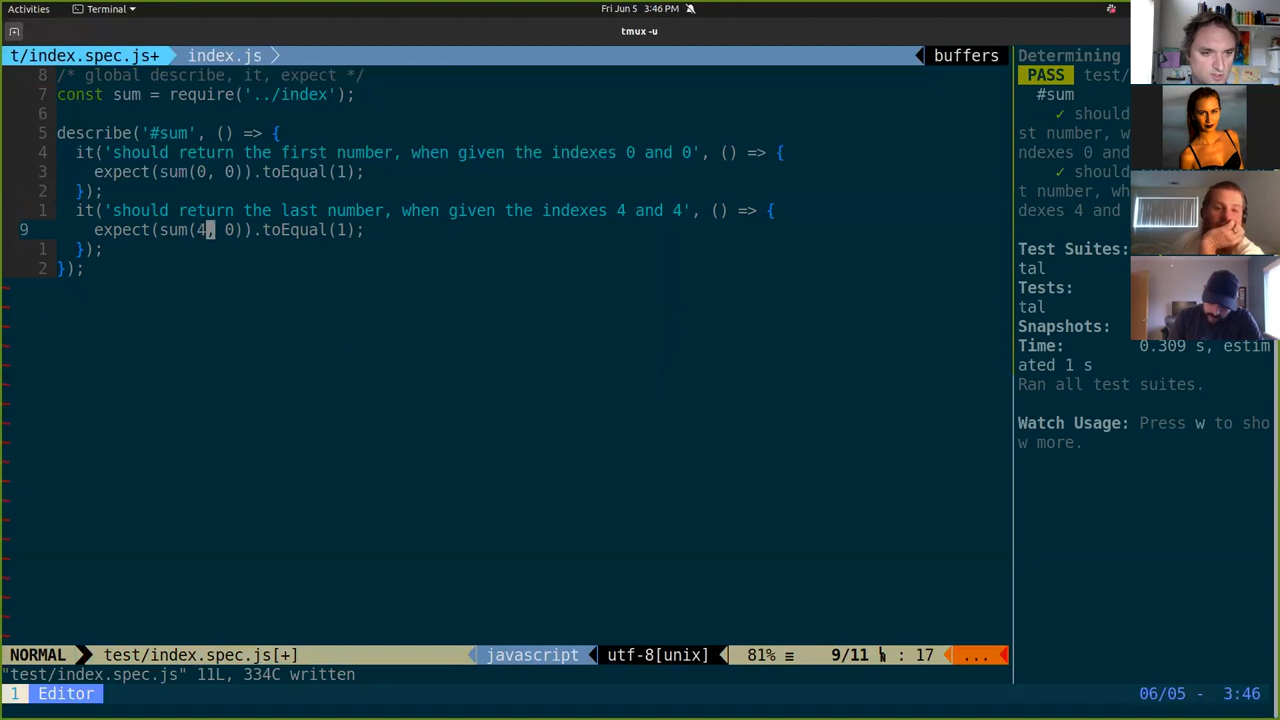 Activities
Terminal
Fri Jun 5 3:46 PM
tmux -u
t/index.spec.js+ index.js buffers
8 /* global describe, it, expect */
7 const sum = require('../index');
6
5 describe('#sum', () => {
4 it('should return the first number, when given the indexes 0 and 0', () => {
3 expect(sum(0, 0)).toEqual(1);
2 });
1 it('should return the last number, when given the indexes 4 and 4', () => {
9 expect(sum(4, 0)).toEqual(1);
1 });
2 });
NORMAL test/index.spec.js[+] javascript utf-8[unix] 81% ≡ 9/11 : 17 ...
"test/index.spec.js" 11L, 334C written
1 Editor 06/05 - 3:46
Determining
PASS test/
#sum
✓ should
st number, w
ndexes 0 and
✓ should
t number, wh
dexes 4 and
Test Suites:
tal
Tests:
tal
Snapshots:
Time: 0.309 s, estim
ated 1 s
Ran all test suites.
Watch Usage: Press w to sho
w more.